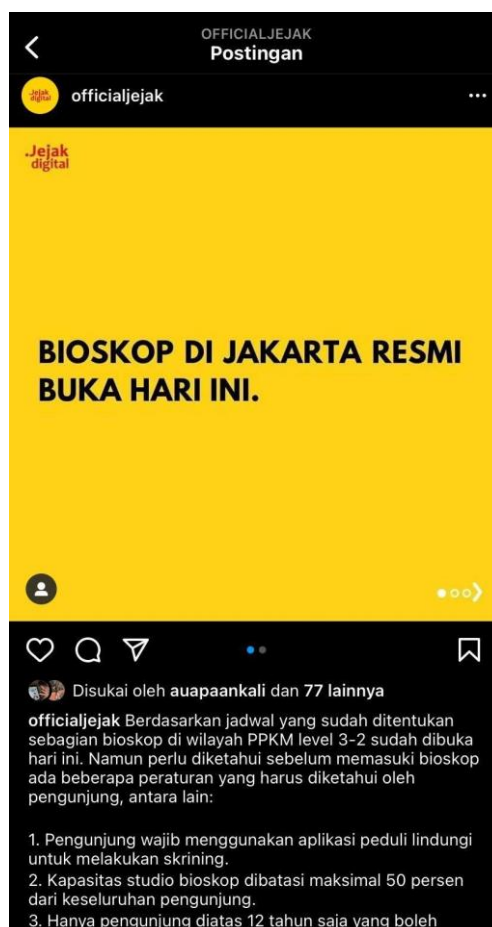 OFFICIALJEJAK
Postingan
officialjejak
.Jejak
digital
BIOSKOP DI JAKARTA RESMI
BUKA HARI INI.
Disukai oleh auapaankali dan 77 lainnya
officialjejak Berdasarkan jadwal yang sudah ditentukan
sebagian bioskop di wilayah PPKM level 3-2 sudah dibuka
hari ini. Namun perlu diketahui sebelum memasuki bioskop
ada beberapa peraturan yang harus diketahui oleh
pengunjung, antara lain:
1. Pengunjung wajib menggunakan aplikasi peduli lindungi
untuk melakukan skrining.
2. Kapasitas studio bioskop dibatasi maksimal 50 persen
dari keseluruhan pengunjung.
3. Hanya pengunjung diatas 12 tahun saja yang boleh